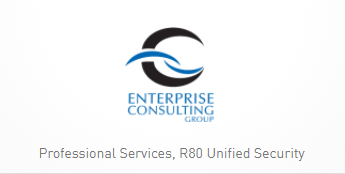 ENTERPRISE
CONSULTING
GROUP
Professional Services, R80 Unified Security